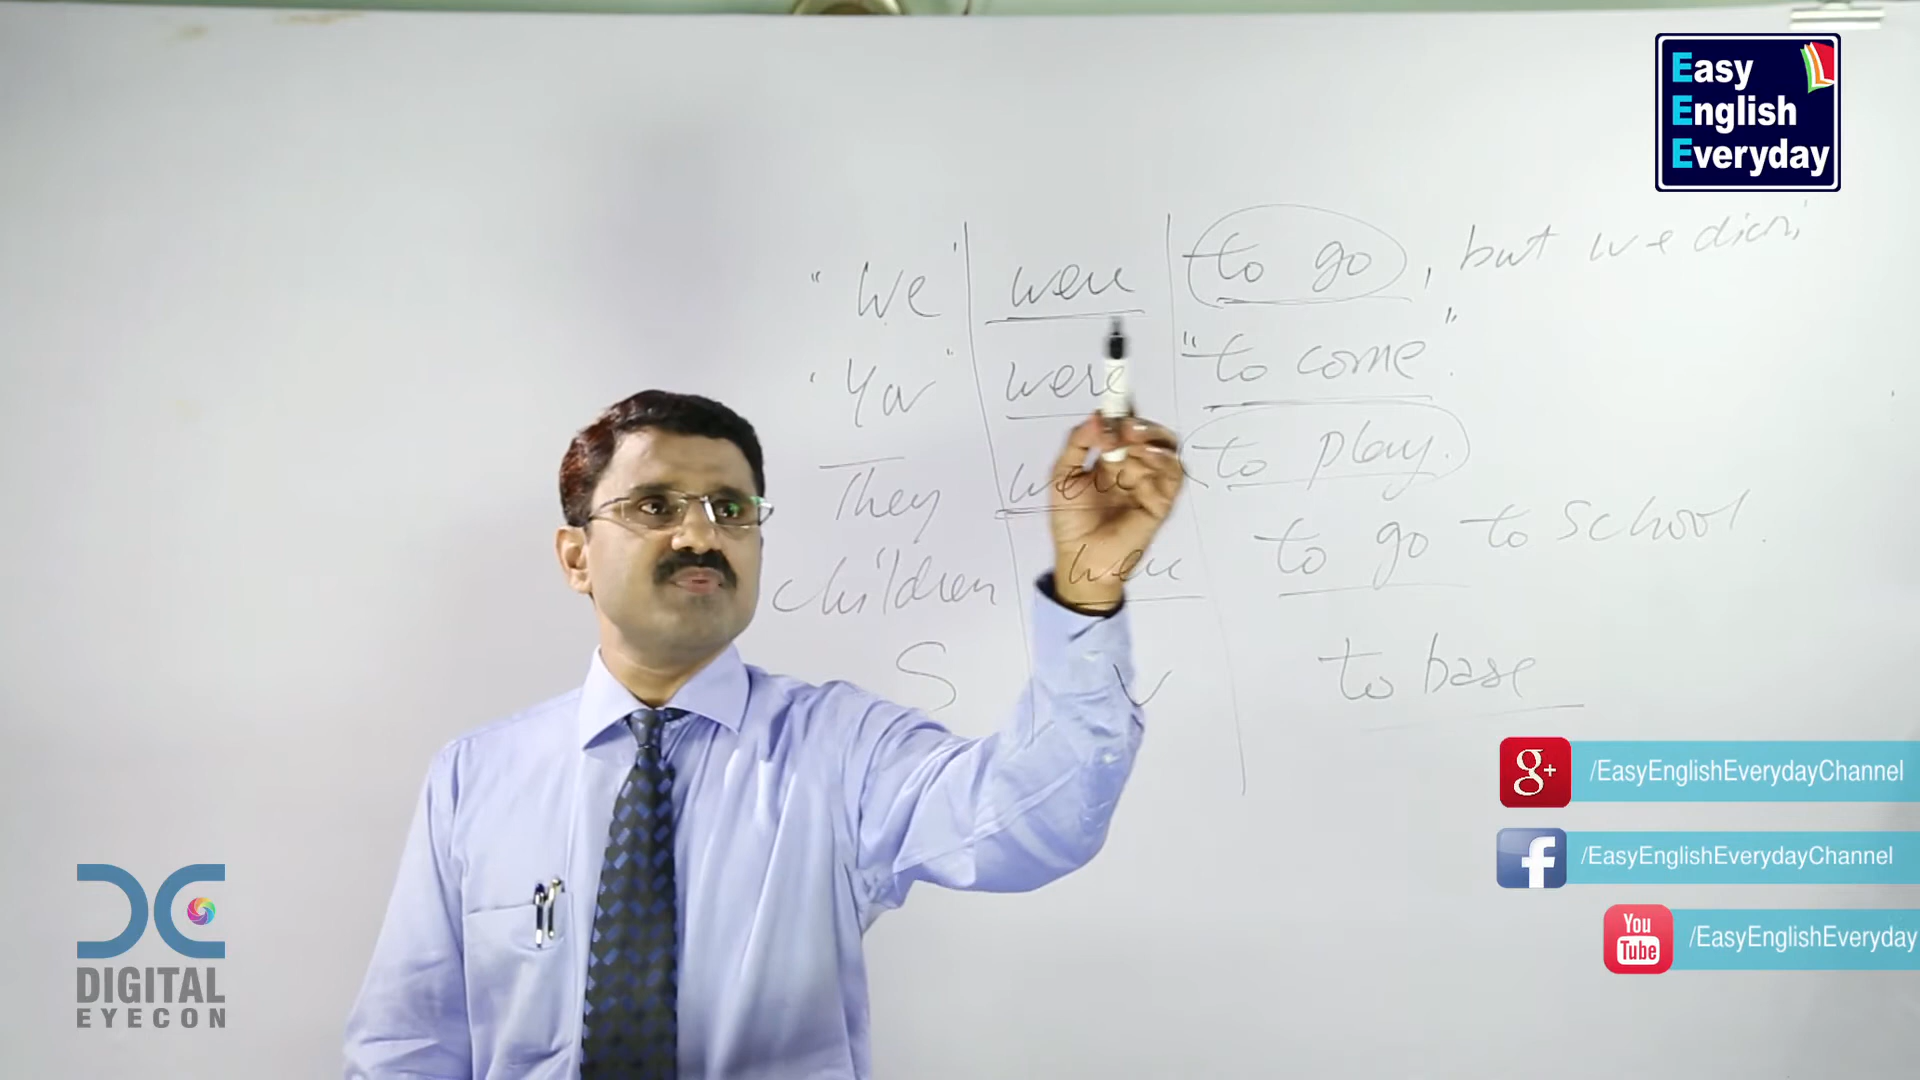 Easy
English
Everyday
"We" were to go, but we didn't
"You" were "to come".
They were to play.
children were to go to school.
S V to base
g+ /EasyEnglishEverydayChannel
f /EasyEnglishEverydayChannel
You Tube /EasyEnglishEveryday
DIGITAL
EYECON